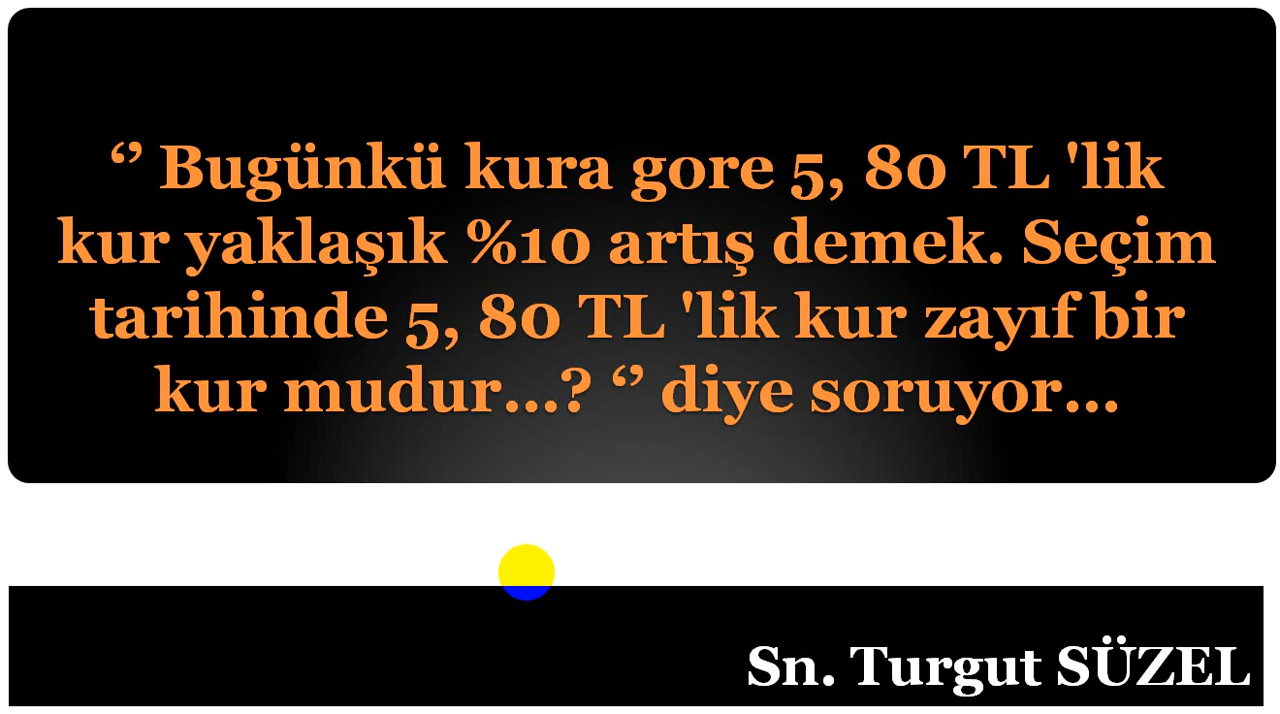 ‘’ Bugünkü kura gore 5, 80 TL 'lik
kur yaklaşık %10 artış demek. Seçim
tarihinde 5, 80 TL 'lik kur zayıf bir
kur mudur...? ‘’ diye soruyor...
Sn. Turgut SÜZEL